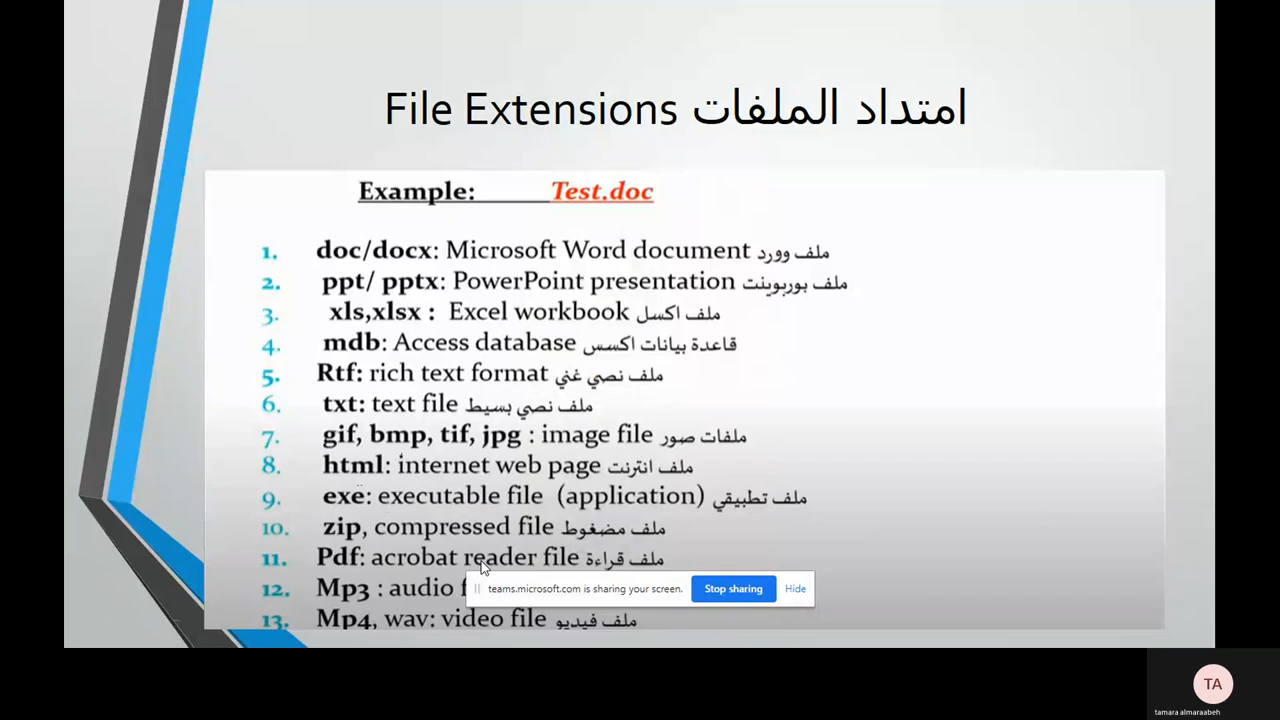 File Extensions امتداد الملفات
Example: Test.doc
1. doc/docx: Microsoft Word document ملف وورد
2. ppt/ pptx: PowerPoint presentation ملف بوربوينت
3. xls,xlsx : Excel workbook ملف اكسل
4. mdb: Access database قاعدة بيانات اكسس
5. Rtf: rich text format ملف نصي غني
6. txt: text file ملف نصي بسيط
7. gif, bmp, tif, jpg : image file ملفات صور
8. html: internet web page ملف انترنت
9. exe: executable file (application) ملف تطبيقي
10. zip, compressed file ملف مضغوط
11. Pdf: acrobat reader file ملف قراءة
12. Mp3 : audio
teams.microsoft.com is sharing your screen. Stop sharing Hide
13. Mp4, wav: video file ملف فيديو
TA
tamara almaraabeh